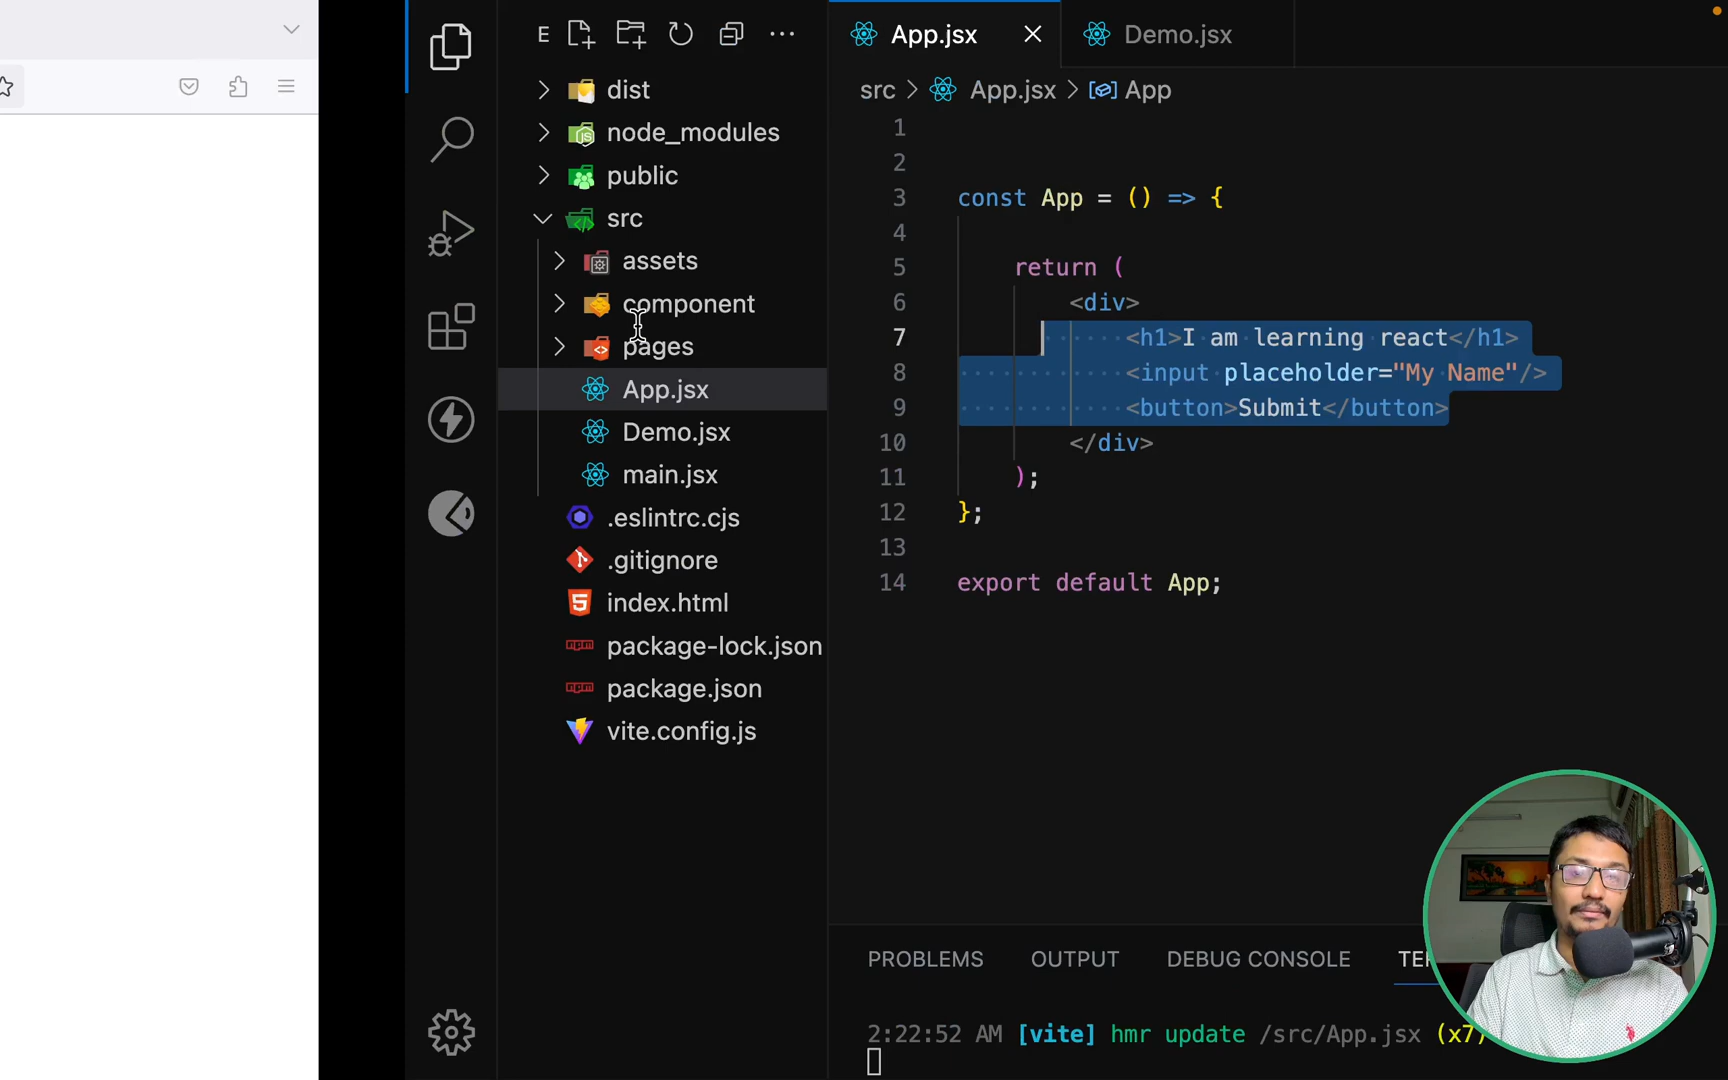 E
dist
node_modules
public
src
assets
component
pages
App.jsx
Demo.jsx
main.jsx
.eslintrc.cjs
.gitignore
index.html
package-lock.json
package.json
vite.config.js
App.jsx
Demo.jsx
src > App.jsx > App
1
2
3 const App = () => {
4
5 return (
6 <div>
7 <h1>I am learning react</h1>
8 <input placeholder="My Name"/>
9 <button>Submit</button>
10 </div>
11 );
12 };
13
14 export default App;
PROBLEMS OUTPUT DEBUG CONSOLE
2:22:52 AM [vite] hmr update /src/App.jsx (x7)